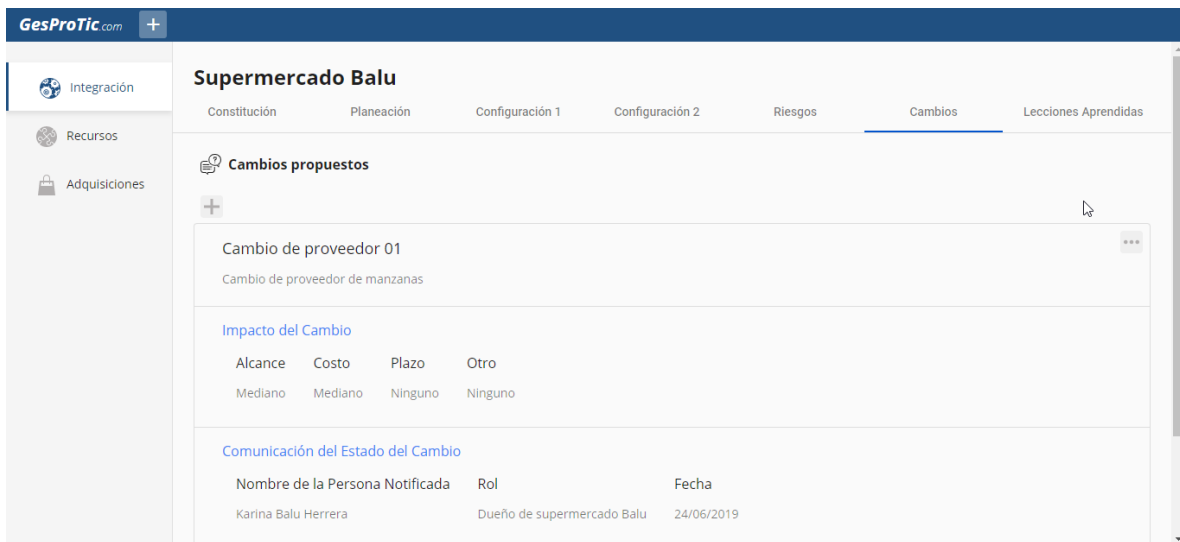 GesProTic.com +
Integración
Recursos
Adquisiciones
Supermercado Balu
Constitución Planeación Configuración 1 Configuración 2 Riesgos Cambios Lecciones Aprendidas
Cambios propuestos
+
Cambio de proveedor 01
Cambio de proveedor de manzanas
Impacto del Cambio
Alcance Costo Plazo Otro
Mediano Mediano Ninguno Ninguno
Comunicación del Estado del Cambio
Nombre de la Persona Notificada Rol Fecha
Karina Balu Herrera Dueño de supermercado Balu 24/06/2019